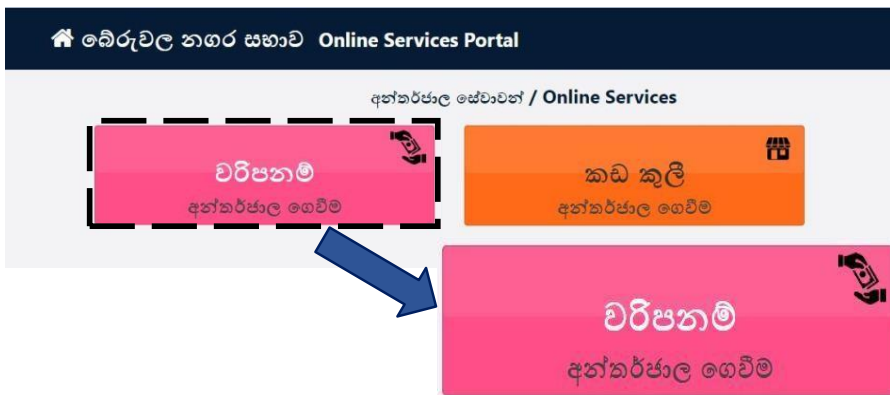 බේරුවල නගර සභාව Online Services Portal
අන්තර්ජාල සේවාවන් / Online Services
වරිපනම්
අන්තර්ජාල ගෙවීම
කඩ කුලී
අන්තර්ජාල ගෙවීම
වරිපනම්
අන්තර්ජාල ගෙවීම